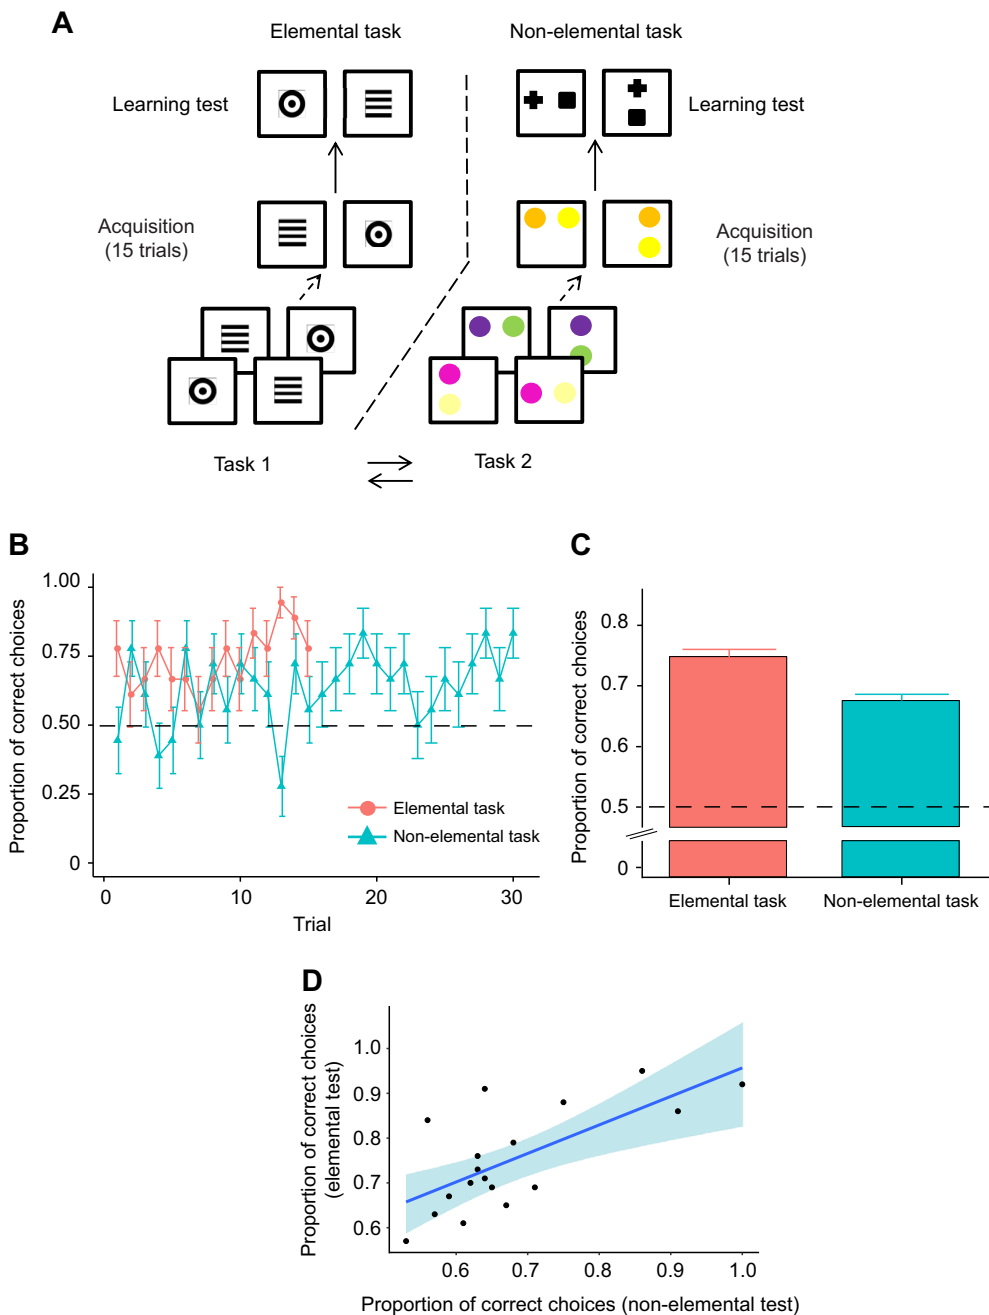 A
Elemental task
Non-elemental task
Learning test
Learning test
Acquisition
(15 trials)
Acquisition
(15 trials)
Task 1
Task 2
B
Proportion of correct choices
1.00
0.75
0.50
0.25
0
Elemental task
Non-elemental task
0
10
20
30
Trial
C
Proportion of correct choices
0.8
0.7
0.6
0.5
0
Elemental task
Non-elemental task
D
Proportion of correct choices
(elemental test)
1.0
0.9
0.8
0.7
0.6
0.6
0.7
0.8
0.9
1.0
Proportion of correct choices (non-elemental test)